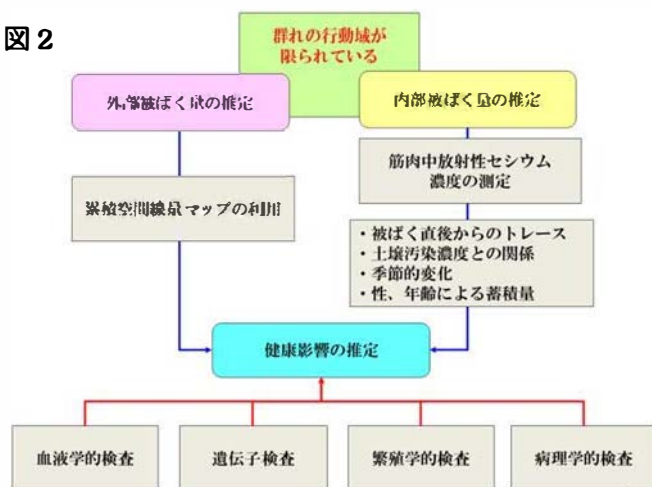 図2
群れの行動域が
限られている
外部被ばく量の推定
内部被ばく量の推定
筋肉中放射性セシウム
濃度の測定
累積空間線量マップの利用
・被ばく直後からのトレース
・土壌汚染濃度との関係
・季節的変化
・性、年齢による蓄積量
健康影響の推定
血液学的検査
遺伝子検査
繁殖学的検査
病理学的検査